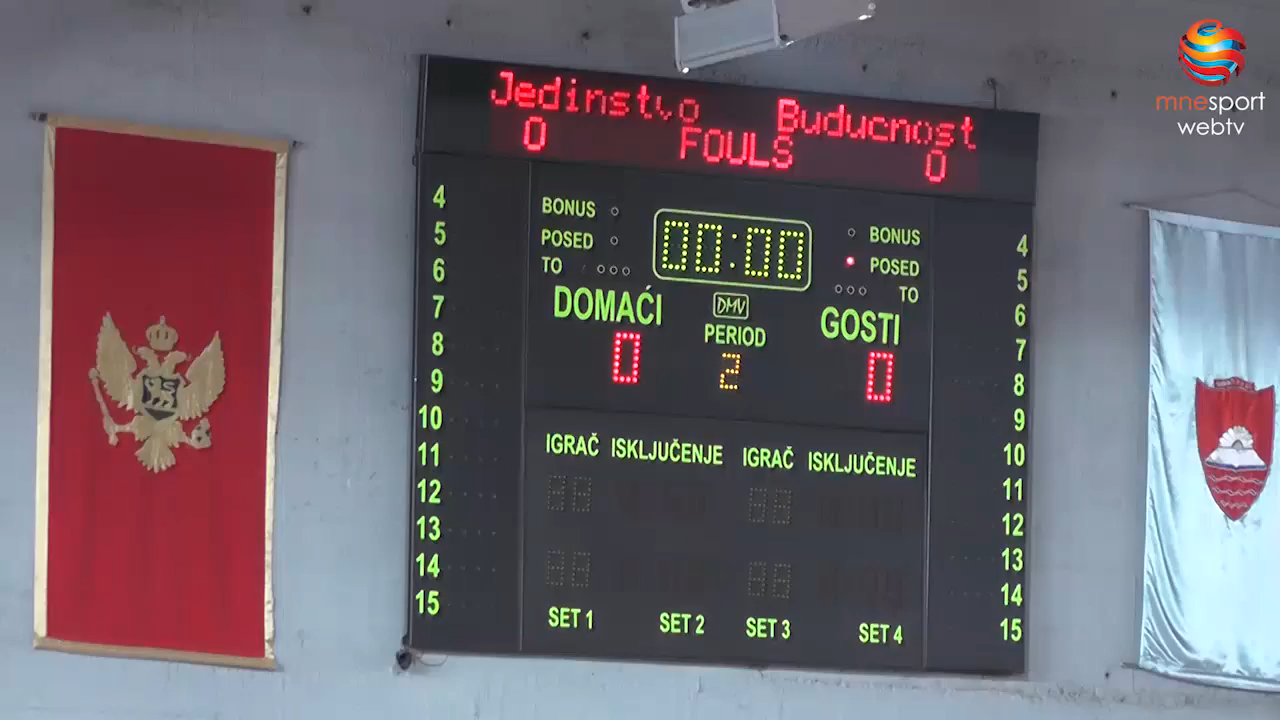 mnesport
webtv
Jedinstvo Buducnost
0 FOULS 0
BONUS 00:00 BONUS
POSED POSED
TO TO
DOMAĆI DMV GOSTI
PERIOD
0 2 0
IGRAČ ISKLJUČENJE IGRAČ ISKLJUČENJE
SET 1 SET 2 SET 3 SET 4
4
5
6
7
8
9
10
11
12
13
14
15
4
5
6
7
8
9
10
11
12
13
14
15